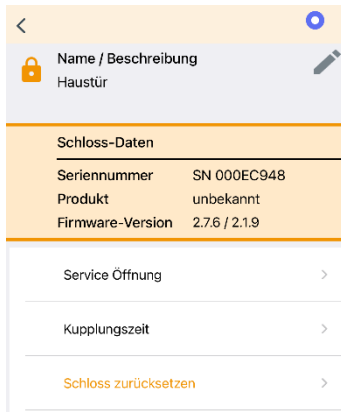 Name / Beschreibung
Haustür
Schloss-Daten
Seriennummer SN 000EC948
Produkt unbekannt
Firmware-Version 2.7.6 / 2.1.9
Service Öffnung
Kupplungszeit
Schloss zurücksetzen